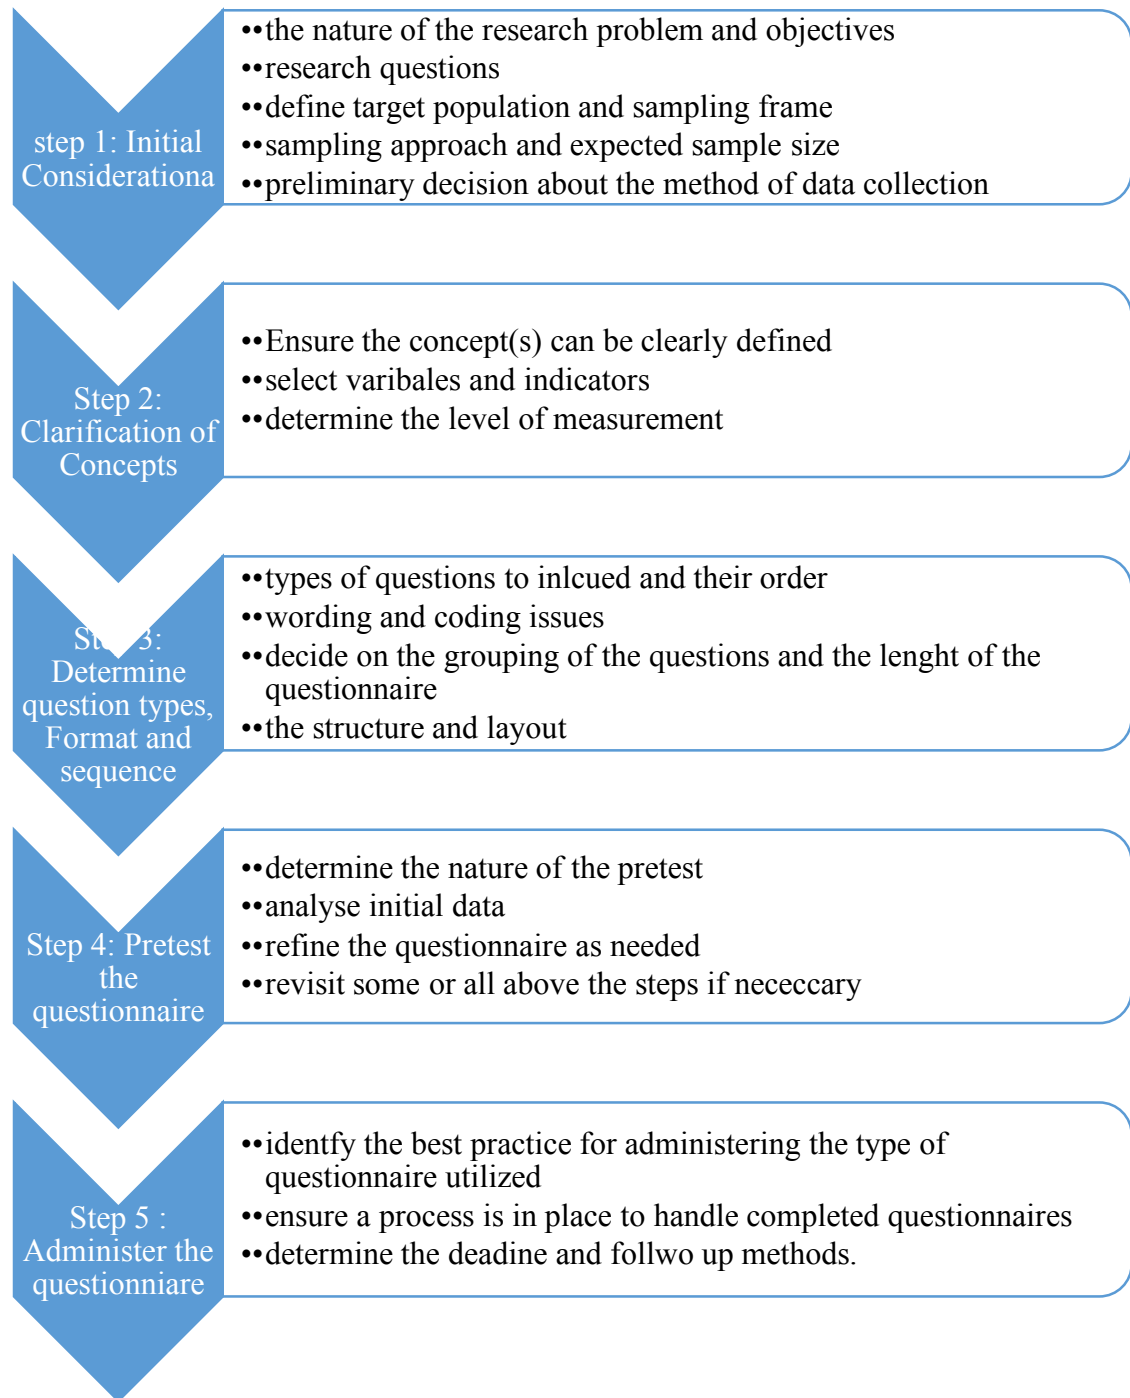 step 1: Initial
Considerationa
••the nature of the research problem and objectives
••research questions
••define target population and sampling frame
••sampling approach and expected sample size
••preliminary decision about the method of data collection
Step 2:
Clarification of
Concepts
••Ensure the concept(s) can be clearly defined
••select varibales and indicators
••determine the level of measurement
Step 3:
Determine
question types,
Format and
sequence
••types of questions to inlcued and their order
••wording and coding issues
••decide on the grouping of the questions and the lenght of the
questionnaire
••the structure and layout
Step 4: Pretest
the
questionnaire
••determine the nature of the pretest
••analyse initial data
••refine the questionnaire as needed
••revisit some or all above the steps if nececcary
Step 5 :
Administer the
questionniare
••identfy the best practice for administering the type of
questionnaire utilized
••ensure a process is in place to handle completed questionnaires
••determine the deadine and follwo up methods.